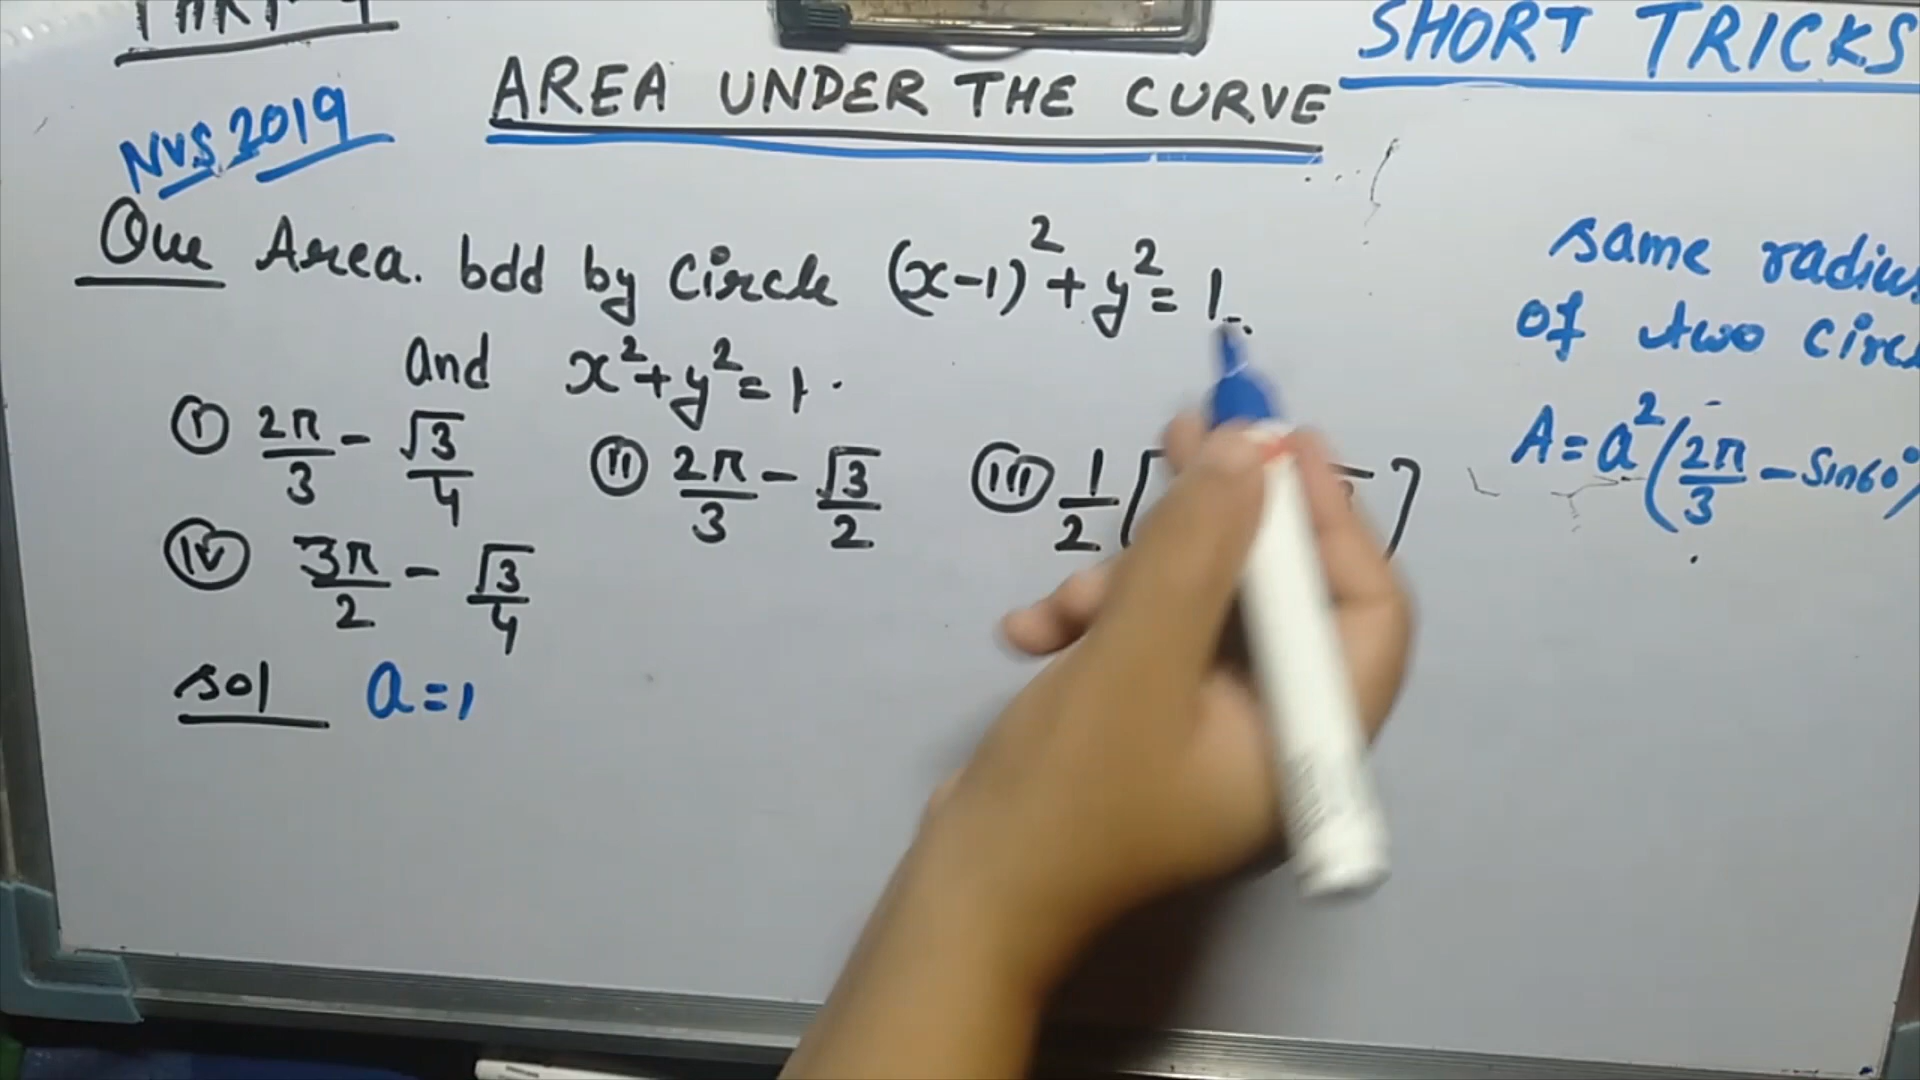 SHORT TRICKS
AREA UNDER THE CURVE
NVS 2019
Que Area. bdd by Circle (x-1)² + y² = 1
and x² + y² = 1.
(i) 2π/3 - √3/4 (ii) 2π/3 - √3/2 (iii) 1/2 [
(iv) 3π/2 - √3/4
sol a = 1
same radius
of two circ
A = a² (2π/3 - Sin60°)